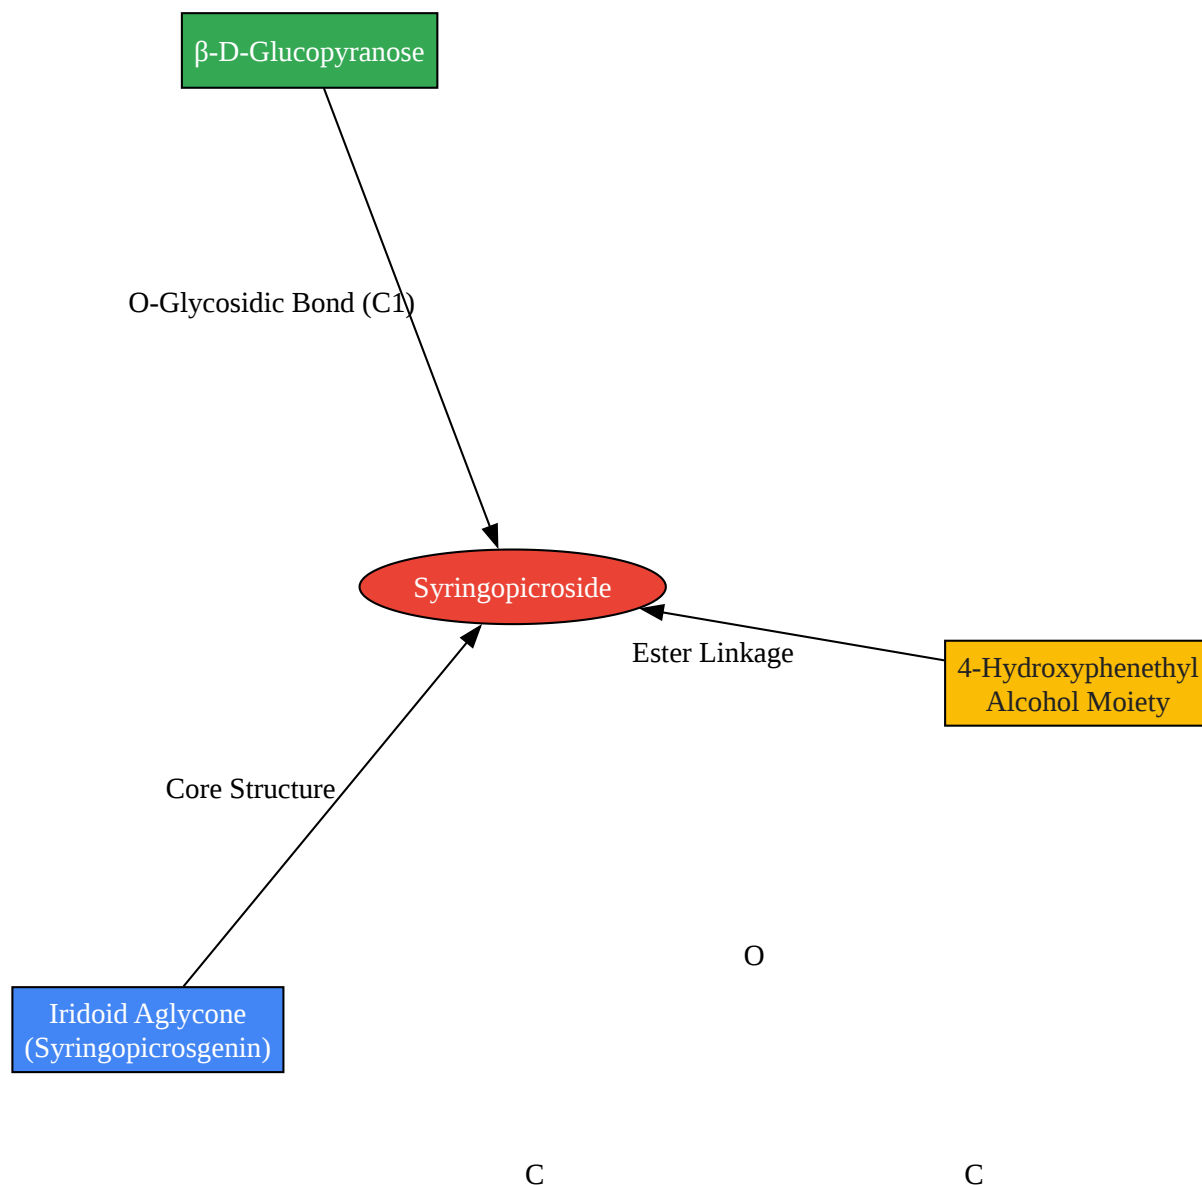 β-D-Glucopyranose
O-Glycosidic Bond (C1)
Syringopicroside
Ester Linkage
4-Hydroxyphenethyl
Alcohol Moiety
Core Structure
O
Iridoid Aglycone
(Syringopicrosgenin)
C
C